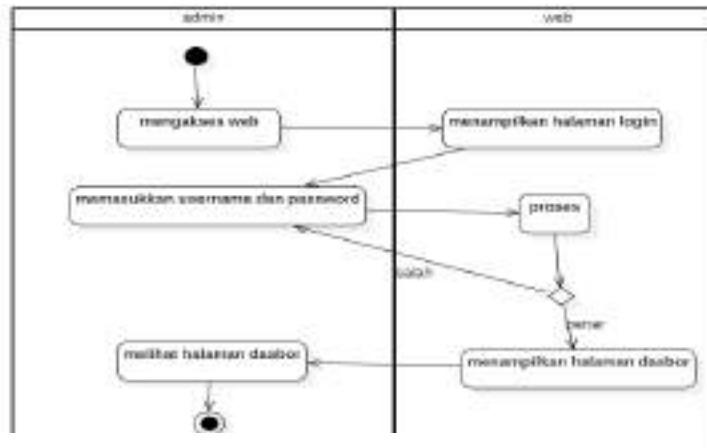 admin
web
mengakses web
menampilkan halaman login
memasukkan username dan password
proses
salah
benar
melihat halaman dasbor
menampilkan halaman dasbor